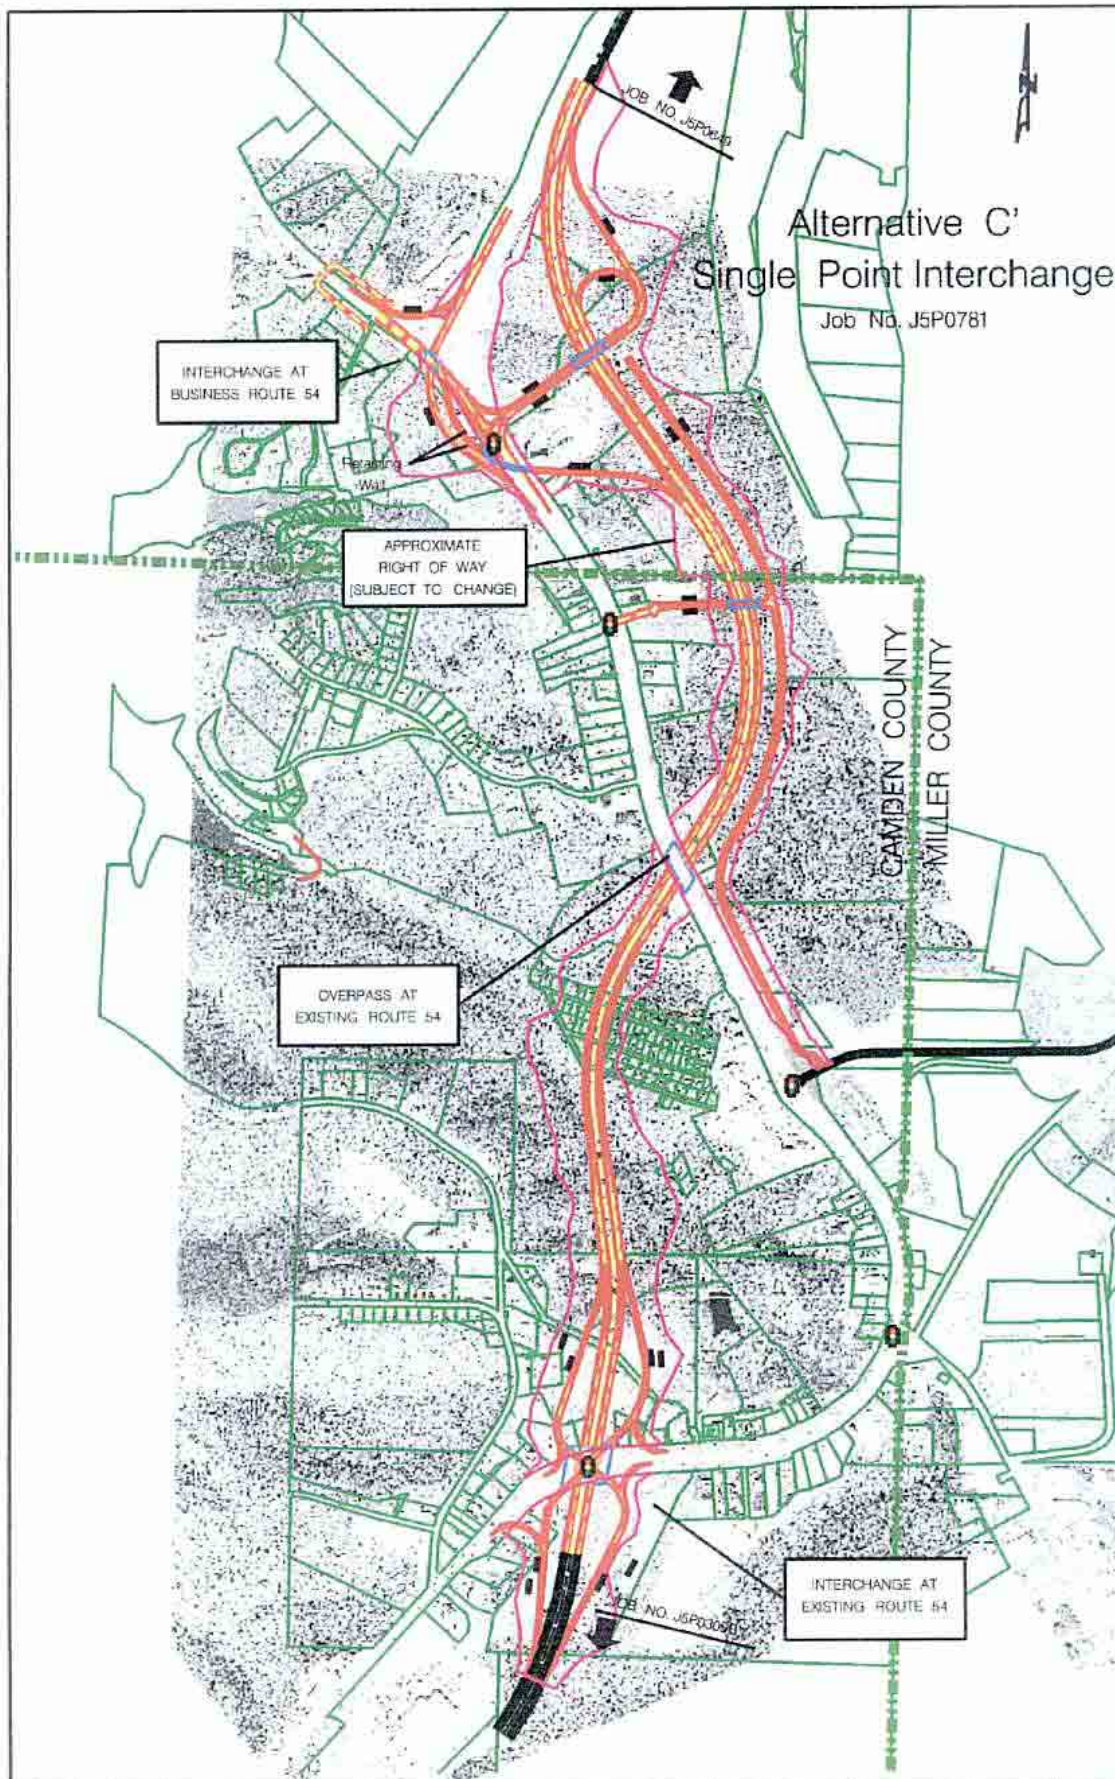 JOB NO. J5P0649
N
Alternative C'
Single Point Interchange
Job No. J5P0781
INTERCHANGE AT
BUSINESS ROUTE 54
Retaining
Wall
APPROXIMATE
RIGHT OF WAY
(SUBJECT TO CHANGE)
CAMDEN COUNTY
MILLER COUNTY
OVERPASS AT
EXISTING ROUTE 54
INTERCHANGE AT
EXISTING ROUTE 54
JOB NO.